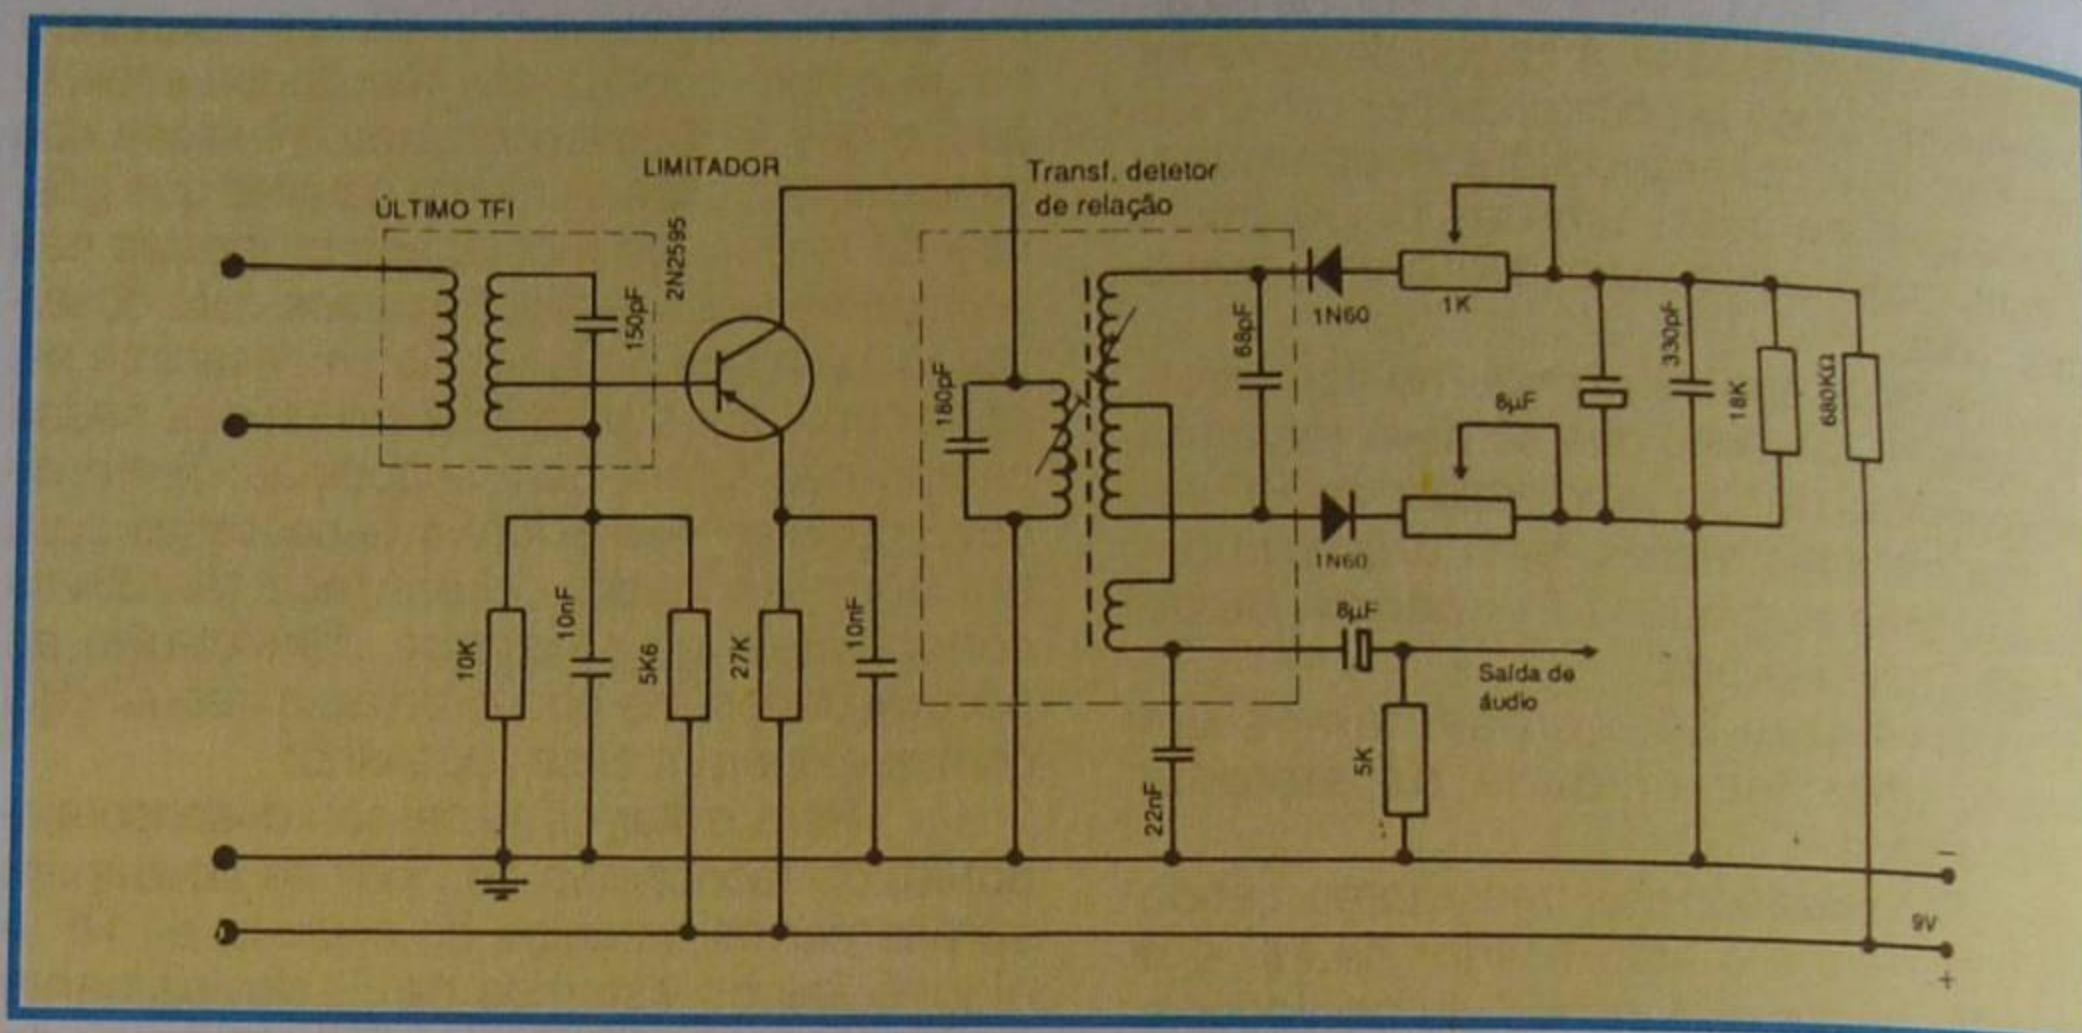 LIMITADOR
Transf. detetor
de relação
ÚLTIMO TFI
2N2595
150pF
180pF
68pF
1N60
1K
8µF
330pF
18K
680KΩ
1N60
10K
10nF
5K6
27K
10nF
8µF
Saída de
áudio
22nF
5K
–
9V
+